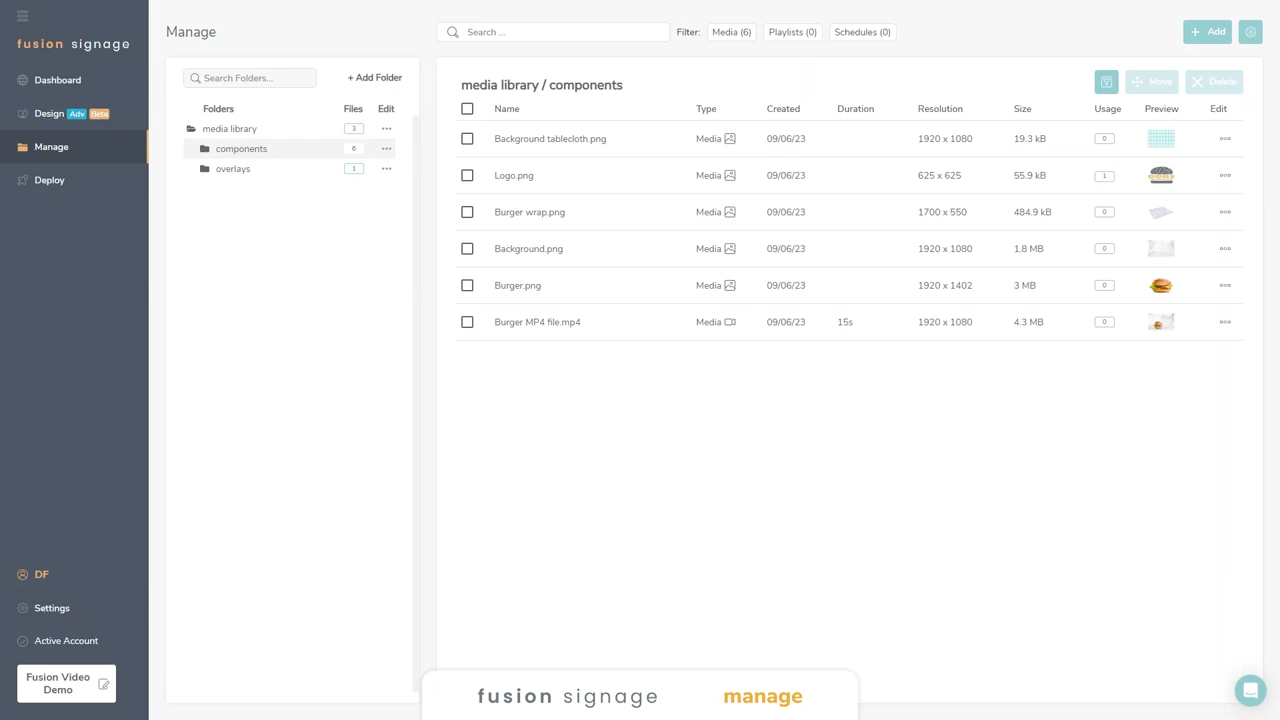 fusion signage
Dashboard
Design Adv Beta
Manage
Deploy
DF
Settings
Active Account
Fusion Video
Demo
Manage
Search ...
Filter: Media (6) Playlists (0) Schedules (0)
Add
Search Folders...
+ Add Folder
Folders Files Edit
media library 3
components 6
overlays 1
media library / components
Move
Delete
Name Type Created Duration Resolution Size Usage Preview Edit
Background tablecloth.png Media 09/06/23 1920 x 1080 19.3 kB 0
Logo.png Media 09/06/23 625 x 625 55.9 kB 1
Burger wrap.png Media 09/06/23 1700 x 550 484.9 kB 0
Background.png Media 09/06/23 1920 x 1080 1.8 MB 0
Burger.png Media 09/06/23 1920 x 1402 3 MB 0
Burger MP4 file.mp4 Media 09/06/23 15s 1920 x 1080 4.3 MB 0
fusion signage manage